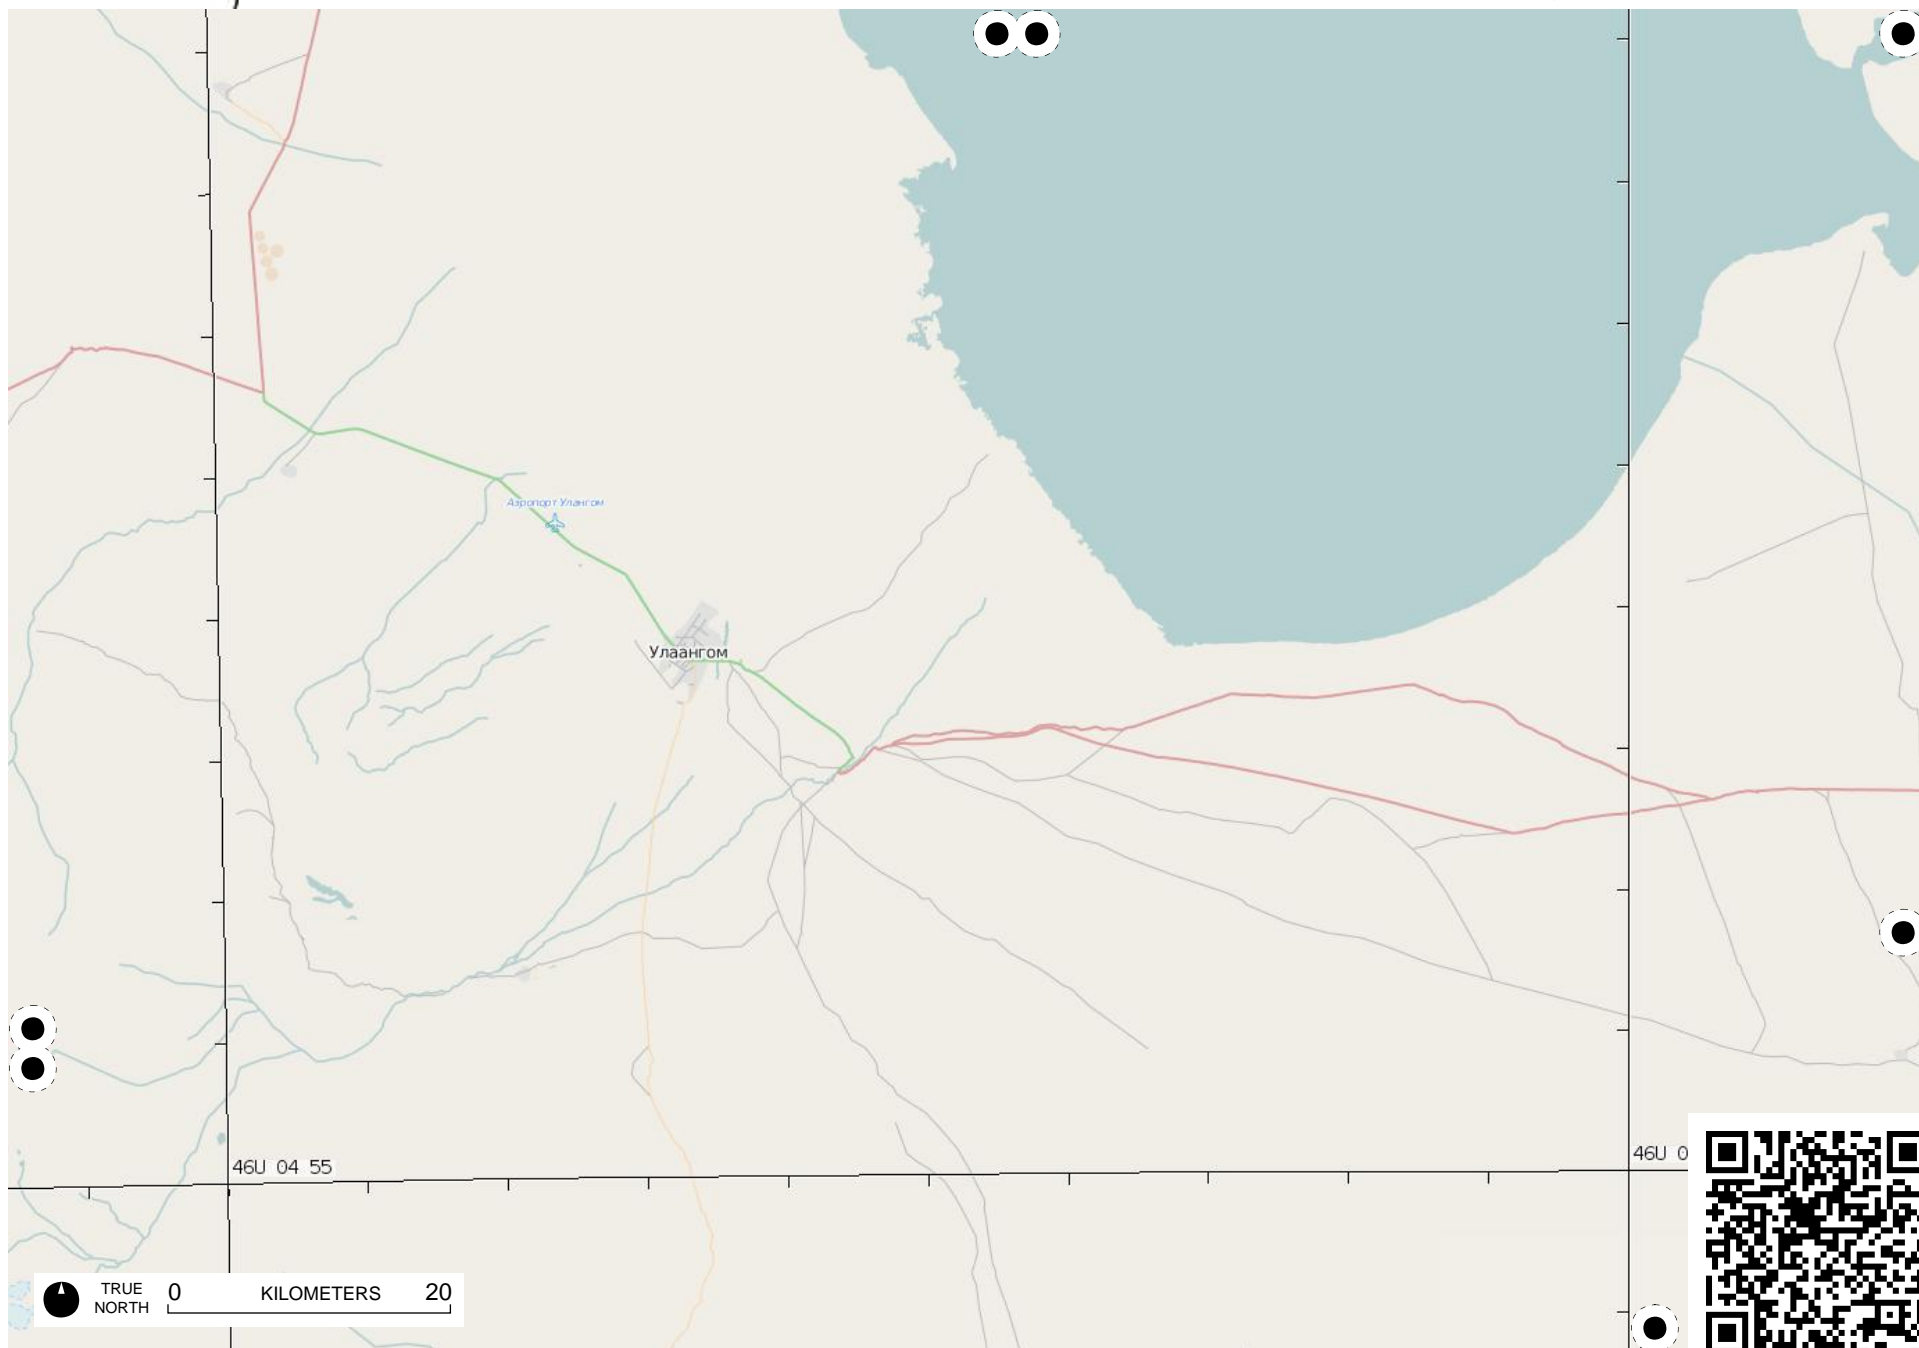 Аэропорт Улангом
Улаангом
46U 04 55
46U 0
TRUE
NORTH
0 KILOMETERS 20